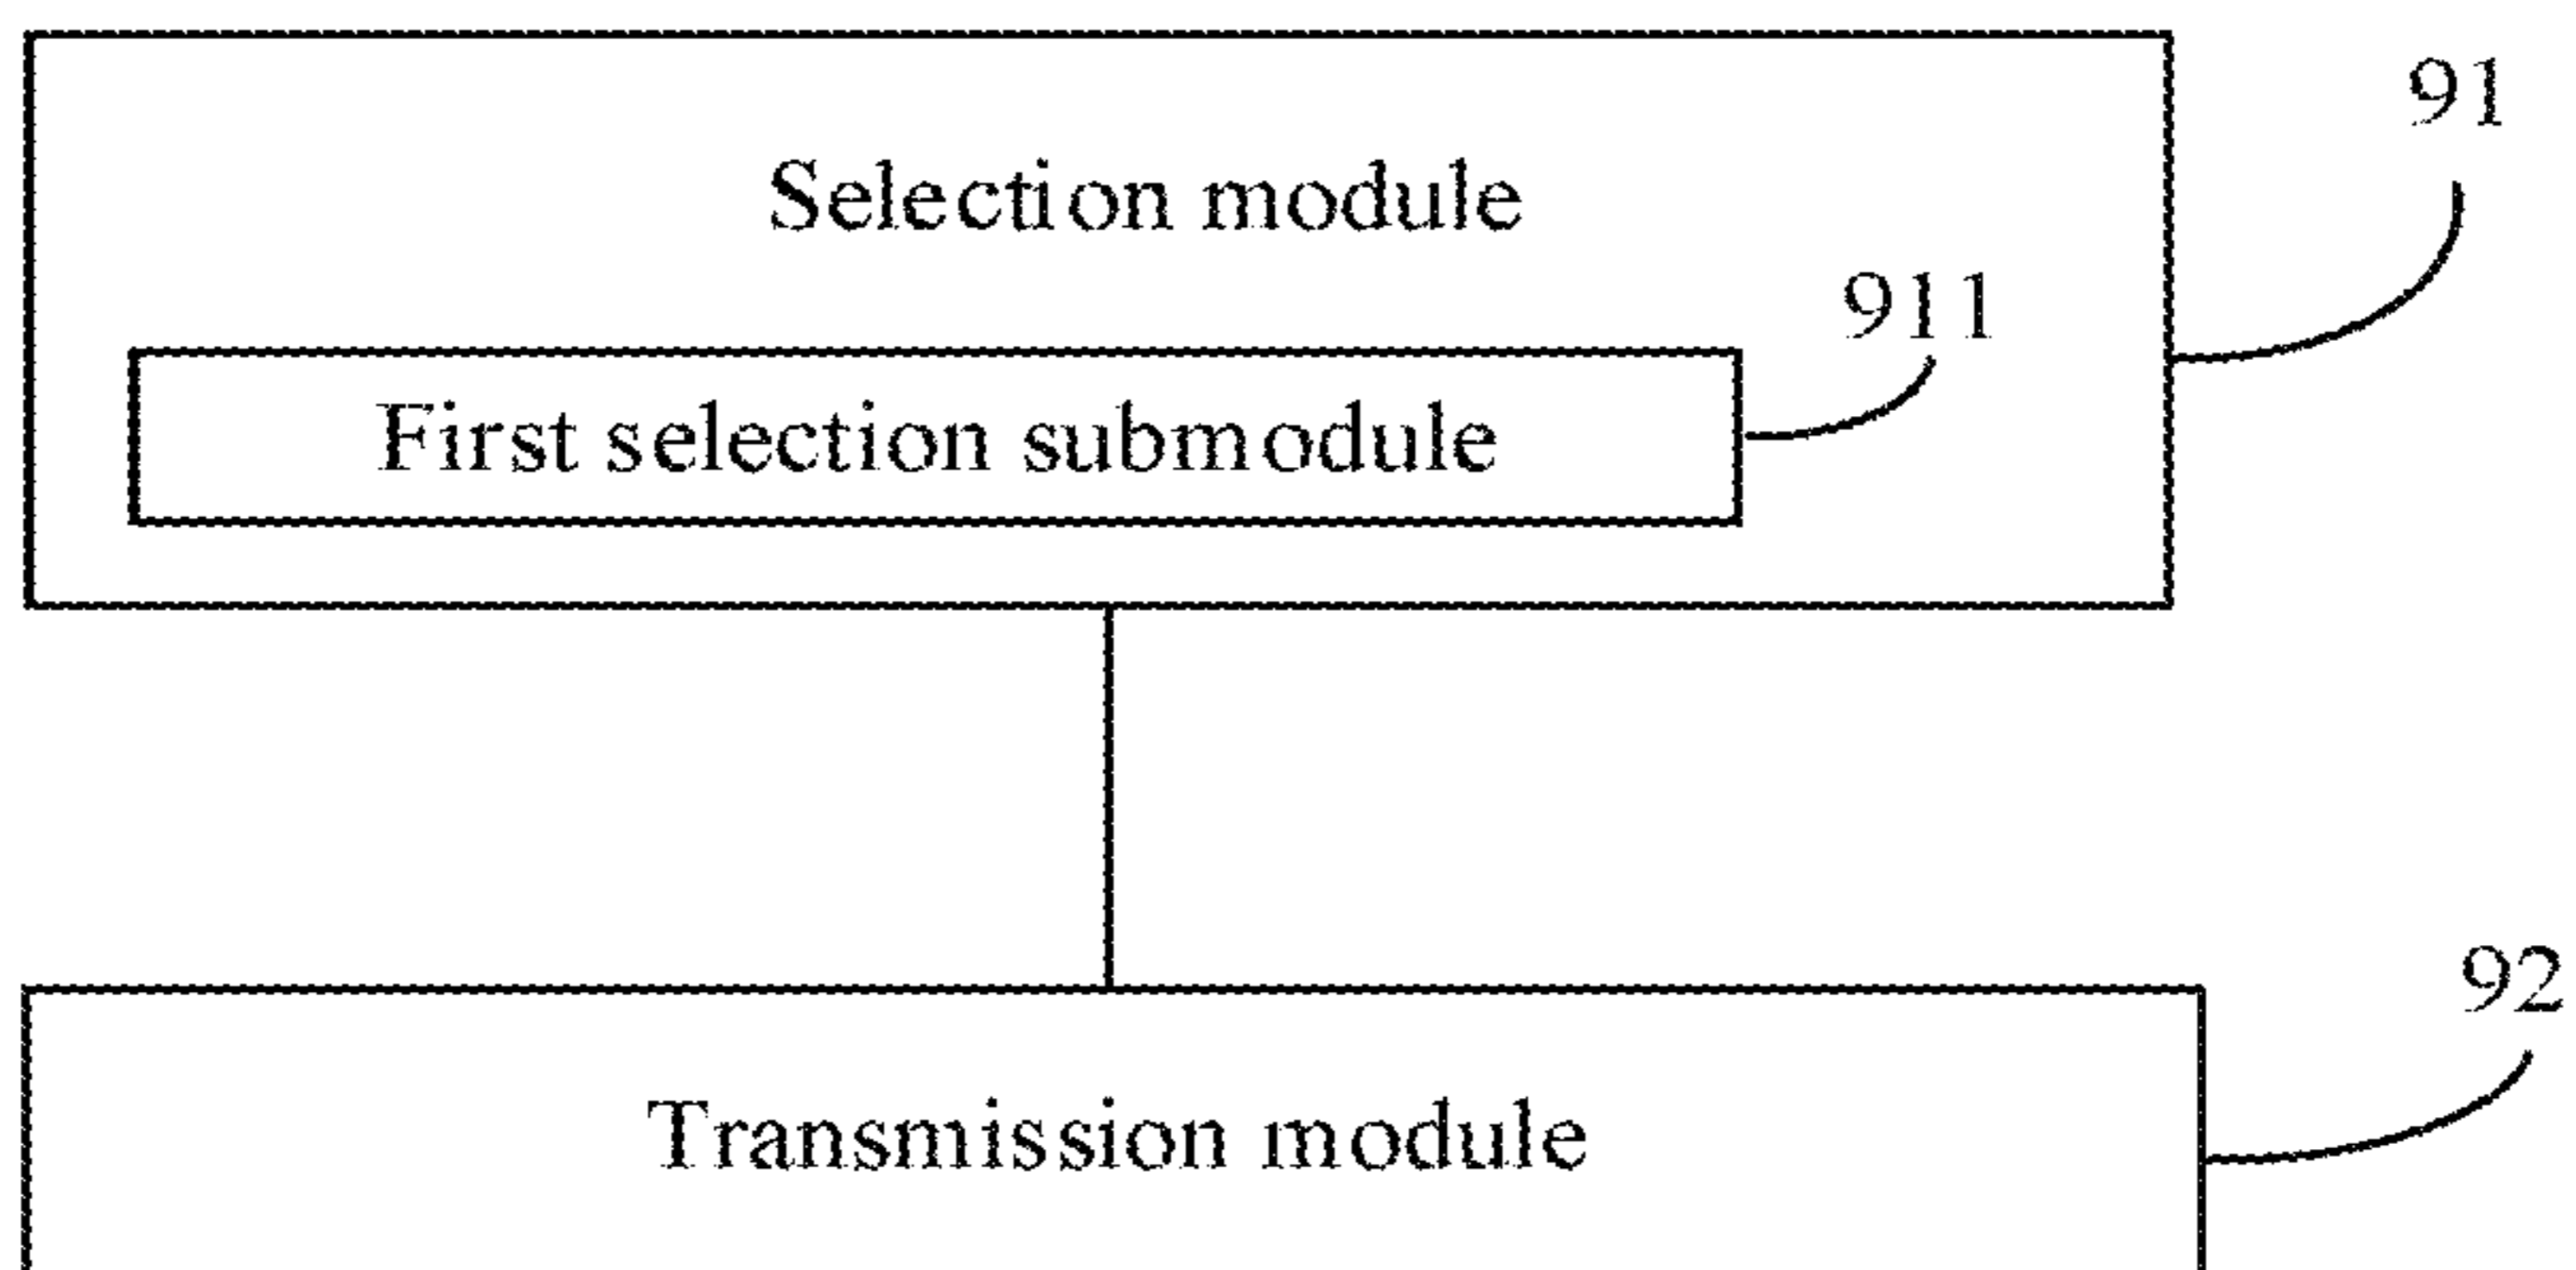 91
Selection module
911
First selection submodule
92
Transmission module